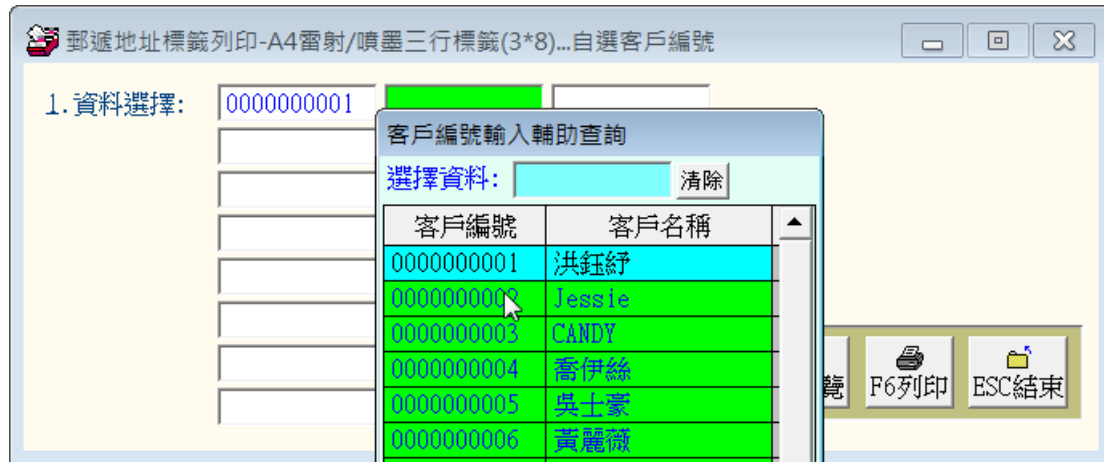 郵遞地址標籤列印-A4雷射/噴墨三行標籤(3*8)...自選客戶編號
1.資料選擇: 0000000001
客戶編號輸入輔助查詢
選擇資料: 清除
客戶編號 客戶名稱
0000000001 洪鈺紓
0000000002 Jessie
0000000003 CANDY
0000000004 喬伊絲
0000000005 吳士豪
0000000006 黃麗薇
覽 F6列印 ESC結束